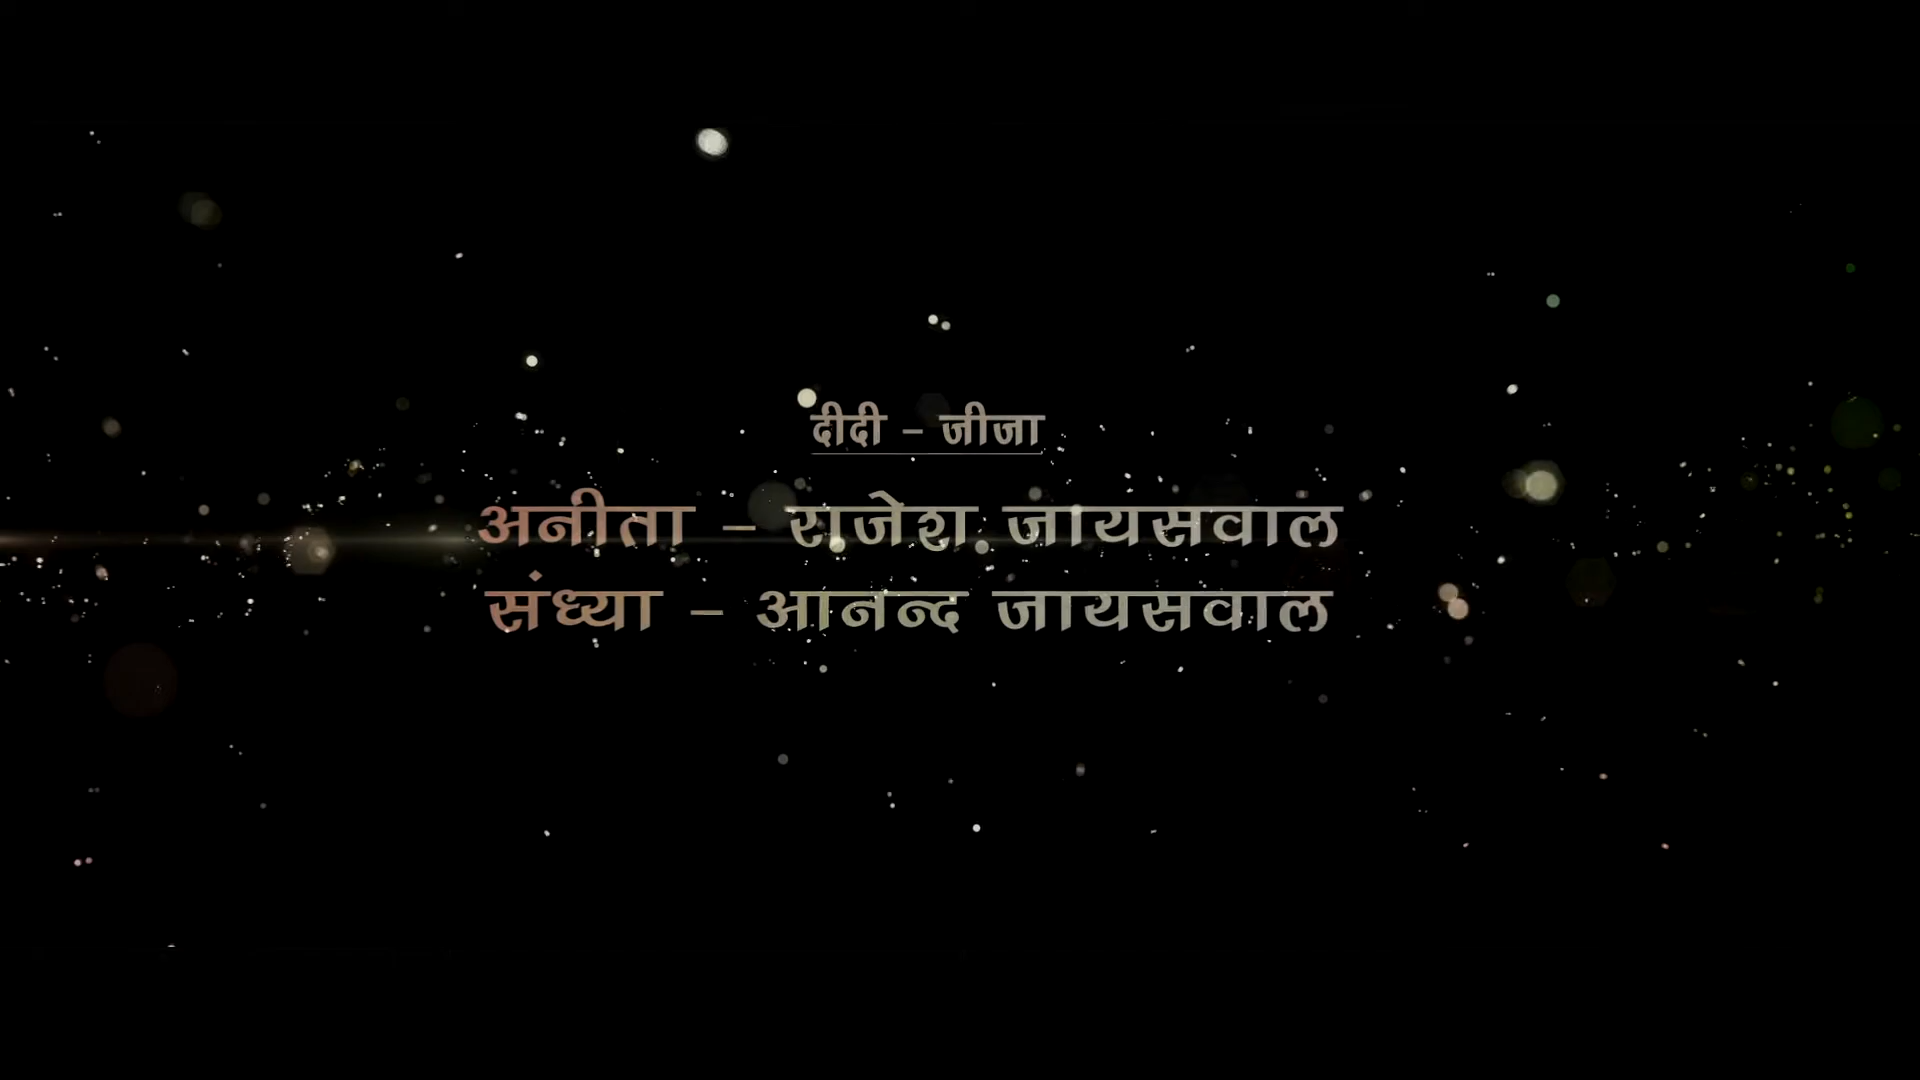 दीदी – जीजा
अनीता – राजेश जायसवाल
संध्या – आनन्द जायसवाल